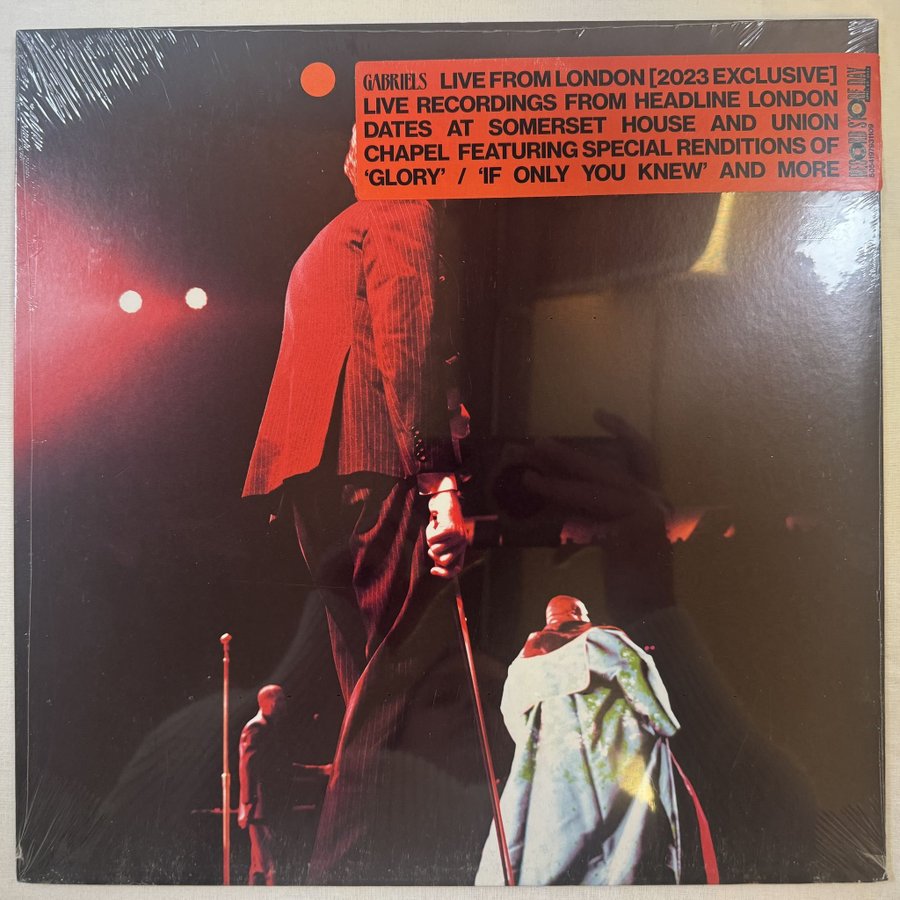 GABRIELS LIVE FROM LONDON [2023 EXCLUSIVE]
LIVE RECORDINGS FROM HEADLINE LONDON
DATES AT SOMERSET HOUSE AND UNION
CHAPEL FEATURING SPECIAL RENDITIONS OF
‘GLORY’ / ‘IF ONLY YOU KNEW’ AND MORE
RECORD STORE DAY